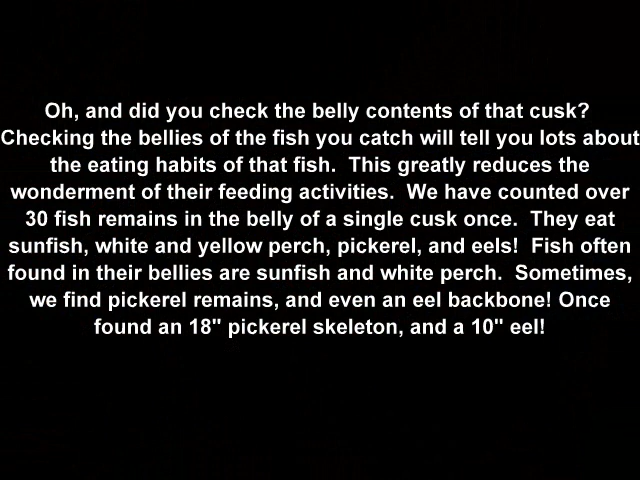 Oh, and did you check the belly contents of that cusk?
Checking the bellies of the fish you catch will tell you lots about
the eating habits of that fish.  This greatly reduces the
wonderment of their feeding activities.  We have counted over
30 fish remains in the belly of a single cusk once.  They eat
sunfish, white and yellow perch, pickerel, and eels!  Fish often
found in their bellies are sunfish and white perch.  Sometimes,
we find pickerel remains, and even an eel backbone! Once
found an 18" pickerel skeleton, and a 10" eel!